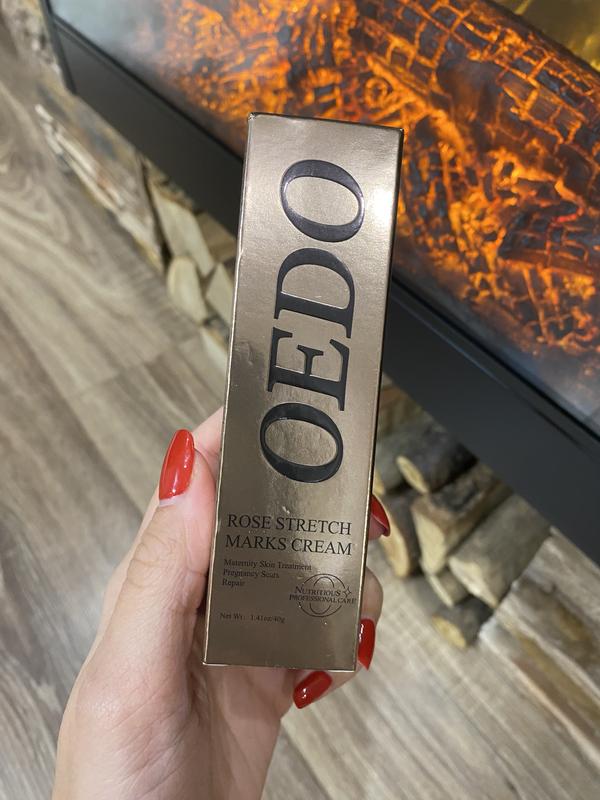 OEDO
ROSE STRETCH
MARKS CREAM
Maternity Skin Treatment
Pregnancy Scars
Repair
NUTRITIOUS
PROFESSIONAL CARE
Net Wt. 1.41oz/40g